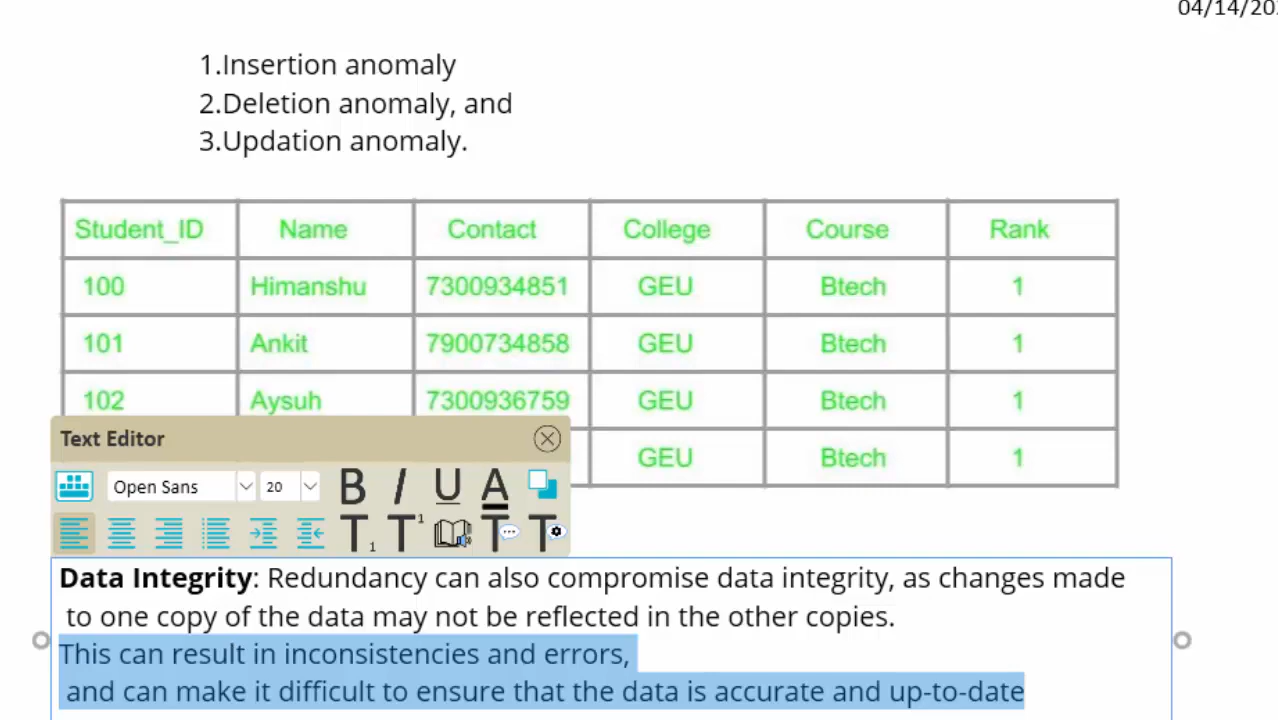 04/14/20
1.Insertion anomaly
2.Deletion anomaly, and
3.Updation anomaly.
Student_ID Name Contact College Course Rank
100 Himanshu 7300934851 GEU Btech 1
101 Ankit 7900734858 GEU Btech 1
102 Aysuh 7300936759 GEU Btech 1
GEU Btech 1
Text Editor
Open Sans 20 B I U A
T1 T1 T T
Data Integrity: Redundancy can also compromise data integrity, as changes made
to one copy of the data may not be reflected in the other copies.
This can result in inconsistencies and errors,
and can make it difficult to ensure that the data is accurate and up-to-date